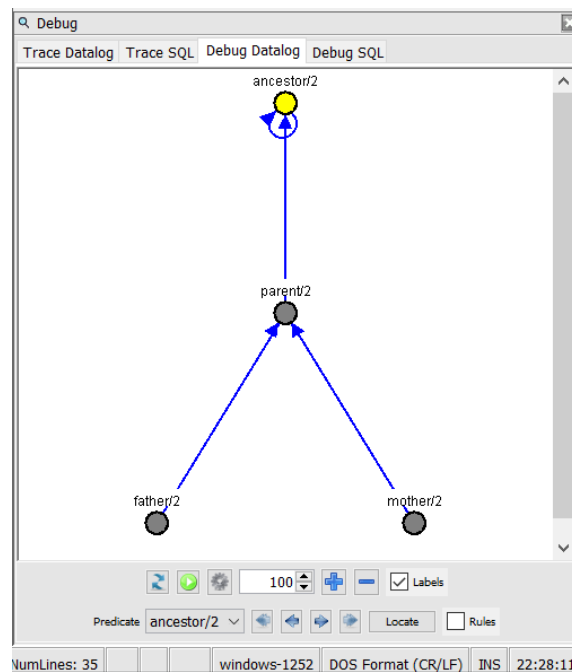 Debug
Trace Datalog Trace SQL Debug Datalog Debug SQL
ancestor/2
parent/2
father/2 mother/2
100 Labels
Predicate ancestor/2 Locate Rules
NumLines: 35 windows-1252 DOS Format (CR/LF) INS 22:28:11